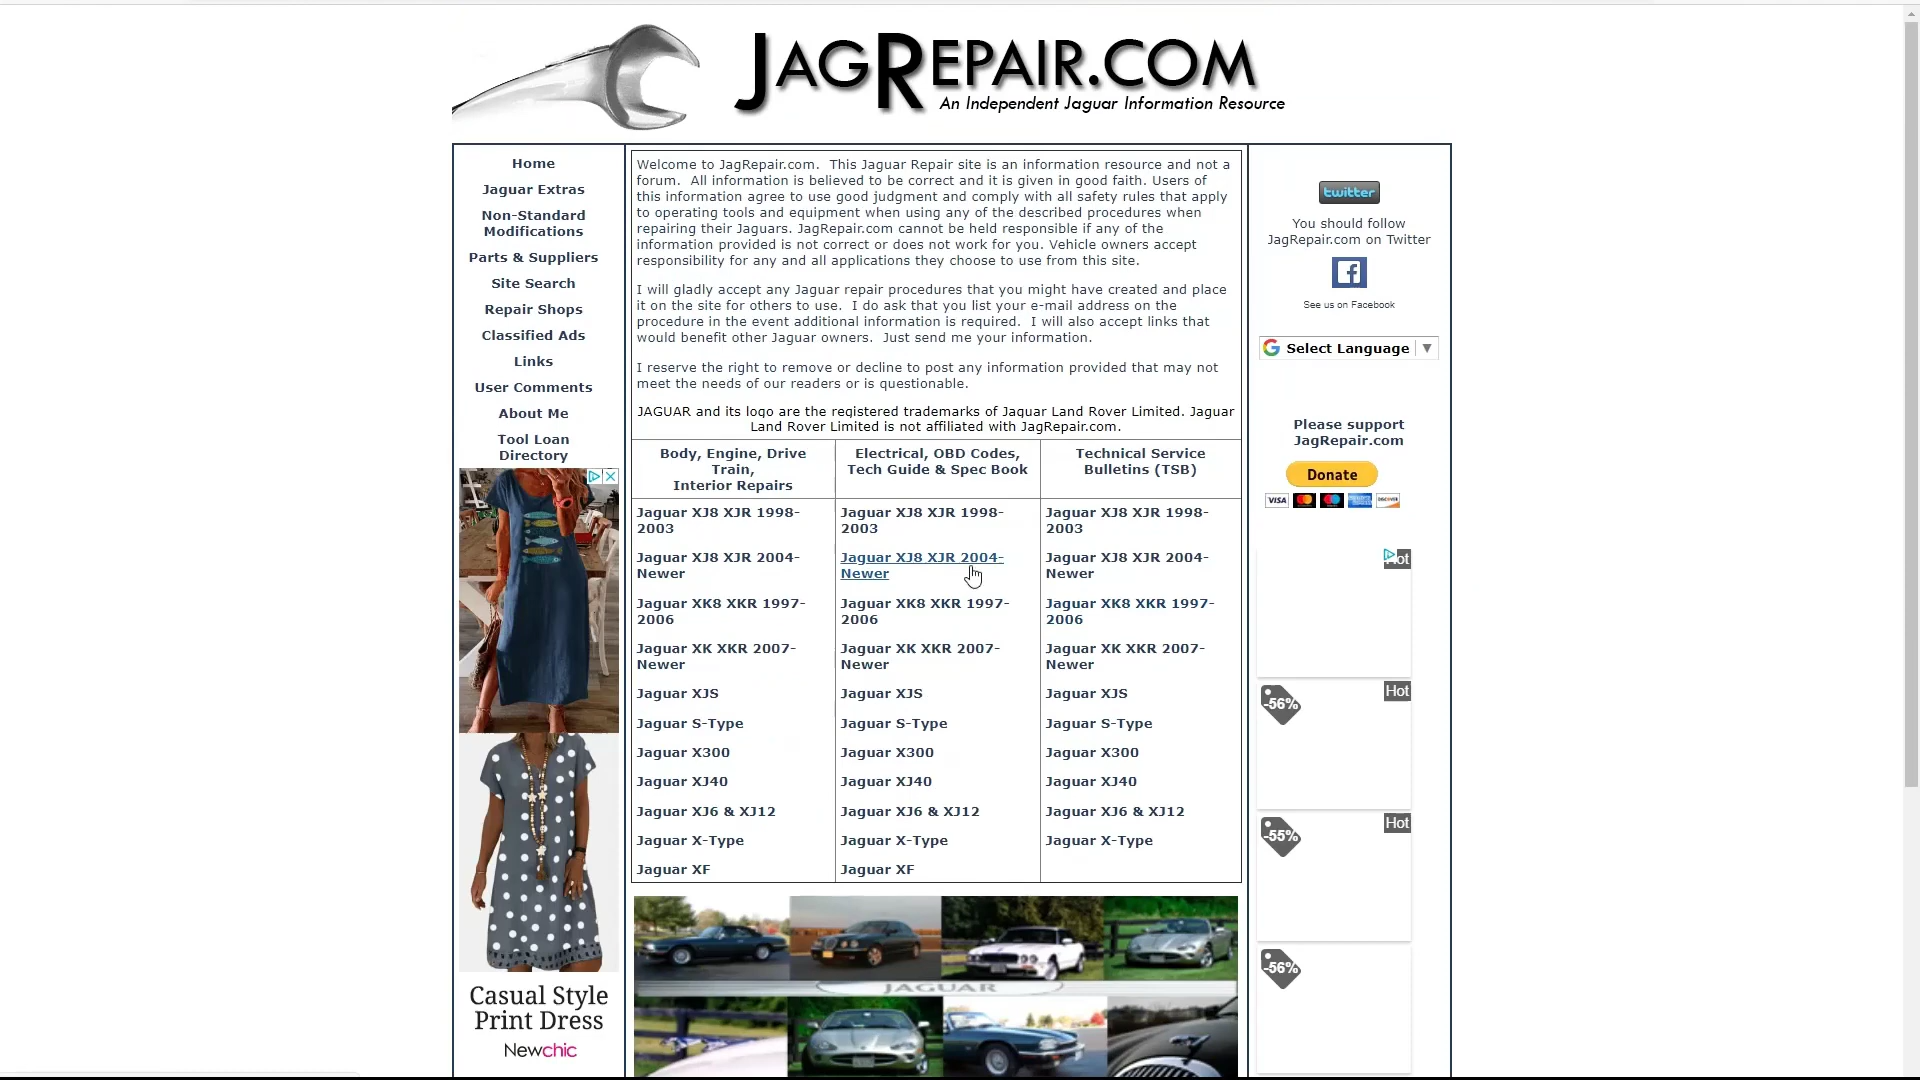 JAGREPAIR.COM
An Independent Jaguar Information Resource
Home
Jaguar Extras
Non-Standard
Modifications
Parts & Suppliers
Site Search
Repair Shops
Classified Ads
Links
User Comments
About Me
Tool Loan
Directory
Casual Style
Print Dress
Newchic
Welcome to JagRepair.com.  This Jaguar Repair site is an information resource and not a
forum.  All information is believed to be correct and it is given in good faith. Users of
this information agree to use good judgment and comply with all safety rules that apply
to operating tools and equipment when using any of the described procedures when
repairing their Jaguars. JagRepair.com cannot be held responsible if any of the
information provided is not correct or does not work for you. Vehicle owners accept
responsibility for any and all applications they choose to use from this site.
I will gladly accept any Jaguar repair procedures that you might have created and place
it on the site for others to use.  I do ask that you list your e-mail address on the
procedure in the event additional information is required.  I will also accept links that
would benefit other Jaguar owners.  Just send me your information.
I reserve the right to remove or decline to post any information provided that may not
meet the needs of our readers or is questionable.
JAGUAR and its logo are the registered trademarks of Jaguar Land Rover Limited. Jaguar
Land Rover Limited is not affiliated with JagRepair.com.
Body, Engine, Drive
Train,
Interior Repairs
Jaguar XJ8 XJR 1998-
2003
Jaguar XJ8 XJR 2004-
Newer
Jaguar XK8 XKR 1997-
2006
Jaguar XK XKR 2007-
Newer
Jaguar XJS
Jaguar S-Type
Jaguar X300
Jaguar XJ40
Jaguar XJ6 & XJ12
Jaguar X-Type
Jaguar XF
Electrical, OBD Codes,
Tech Guide & Spec Book
Jaguar XJ8 XJR 1998-
2003
Jaguar XJ8 XJR 2004-
Newer
Jaguar XK8 XKR 1997-
2006
Jaguar XK XKR 2007-
Newer
Jaguar XJS
Jaguar S-Type
Jaguar X300
Jaguar XJ40
Jaguar XJ6 & XJ12
Jaguar X-Type
Jaguar XF
Technical Service
Bulletins (TSB)
Jaguar XJ8 XJR 1998-
2003
Jaguar XJ8 XJR 2004-
Newer
Jaguar XK8 XKR 1997-
2006
Jaguar XK XKR 2007-
Newer
Jaguar XJS
Jaguar S-Type
Jaguar X300
Jaguar XJ40
Jaguar XJ6 & XJ12
Jaguar X-Type
JAGUAR
twitter
You should follow
JagRepair.com on Twitter
See us on Facebook
Select Language
Please support
JagRepair.com
Donate
VISA
DISCOVER
Hot
-56%
Hot
-55%
Hot
-56%